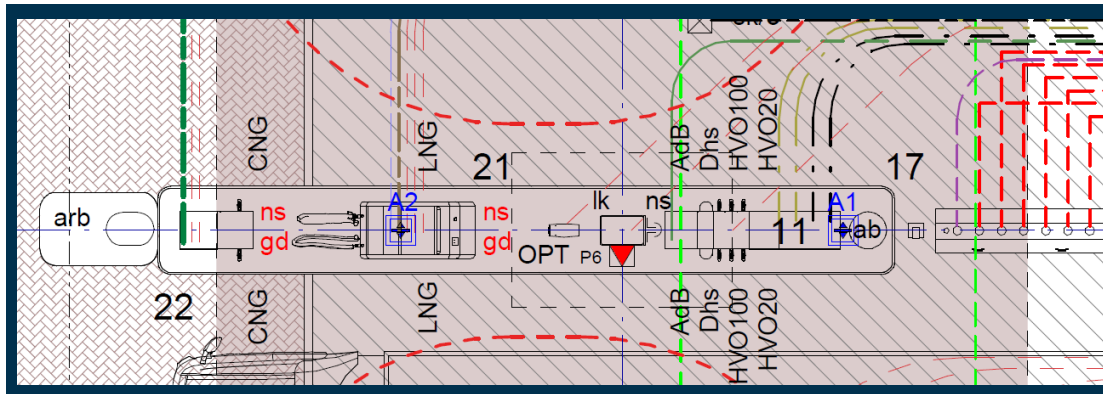 CNG
LNG
AdB
Dhs
HVO100
HVO20
21
17
arb
ns
gd
A2
ns
gd
lk
ns
A1
11
ab
OPT
P6
22
CNG
LNG
AdB
Dhs
HVO100
HVO20